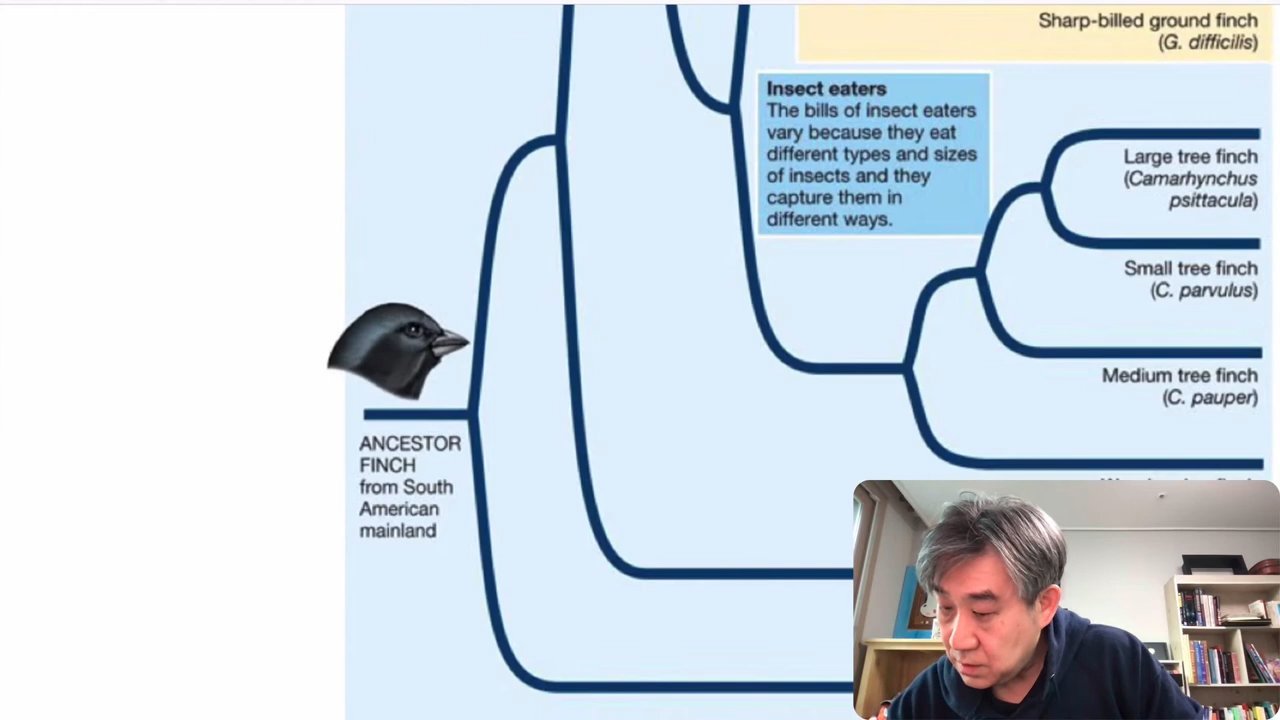 Sharp-billed ground finch
(G. difficilis)
Insect eaters
The bills of insect eaters
vary because they eat
different types and sizes
of insects and they
capture them in
different ways.
Large tree finch
(Camarhynchus
psittacula)
Small tree finch
(C. parvulus)
Medium tree finch
(C. pauper)
ANCESTOR
FINCH
from South
American
mainland